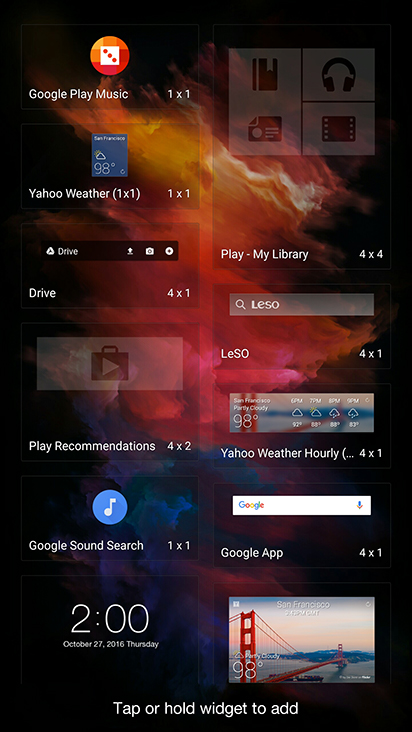 Google Play Music 1 x 1
San Francisco
98°
Yahoo Weather (1x1) 1 x 1
Drive
Drive 4 x 1
Play Recommendations 4 x 2
Google Sound Search 1 x 1
2:00
October 27, 2016 Thursday
Play - My Library 4 x 4
LeSO
LeSO 4 x 1
San Francisco
Partly Cloudy
98°
6PM 7PM 8PM 9PM
92° 88° 88° 83°
Yahoo Weather Hourly (... 4 x 1
Google
Google App 4 x 1
San Francisco
Partly Cloudy
98°
Tap or hold widget to add